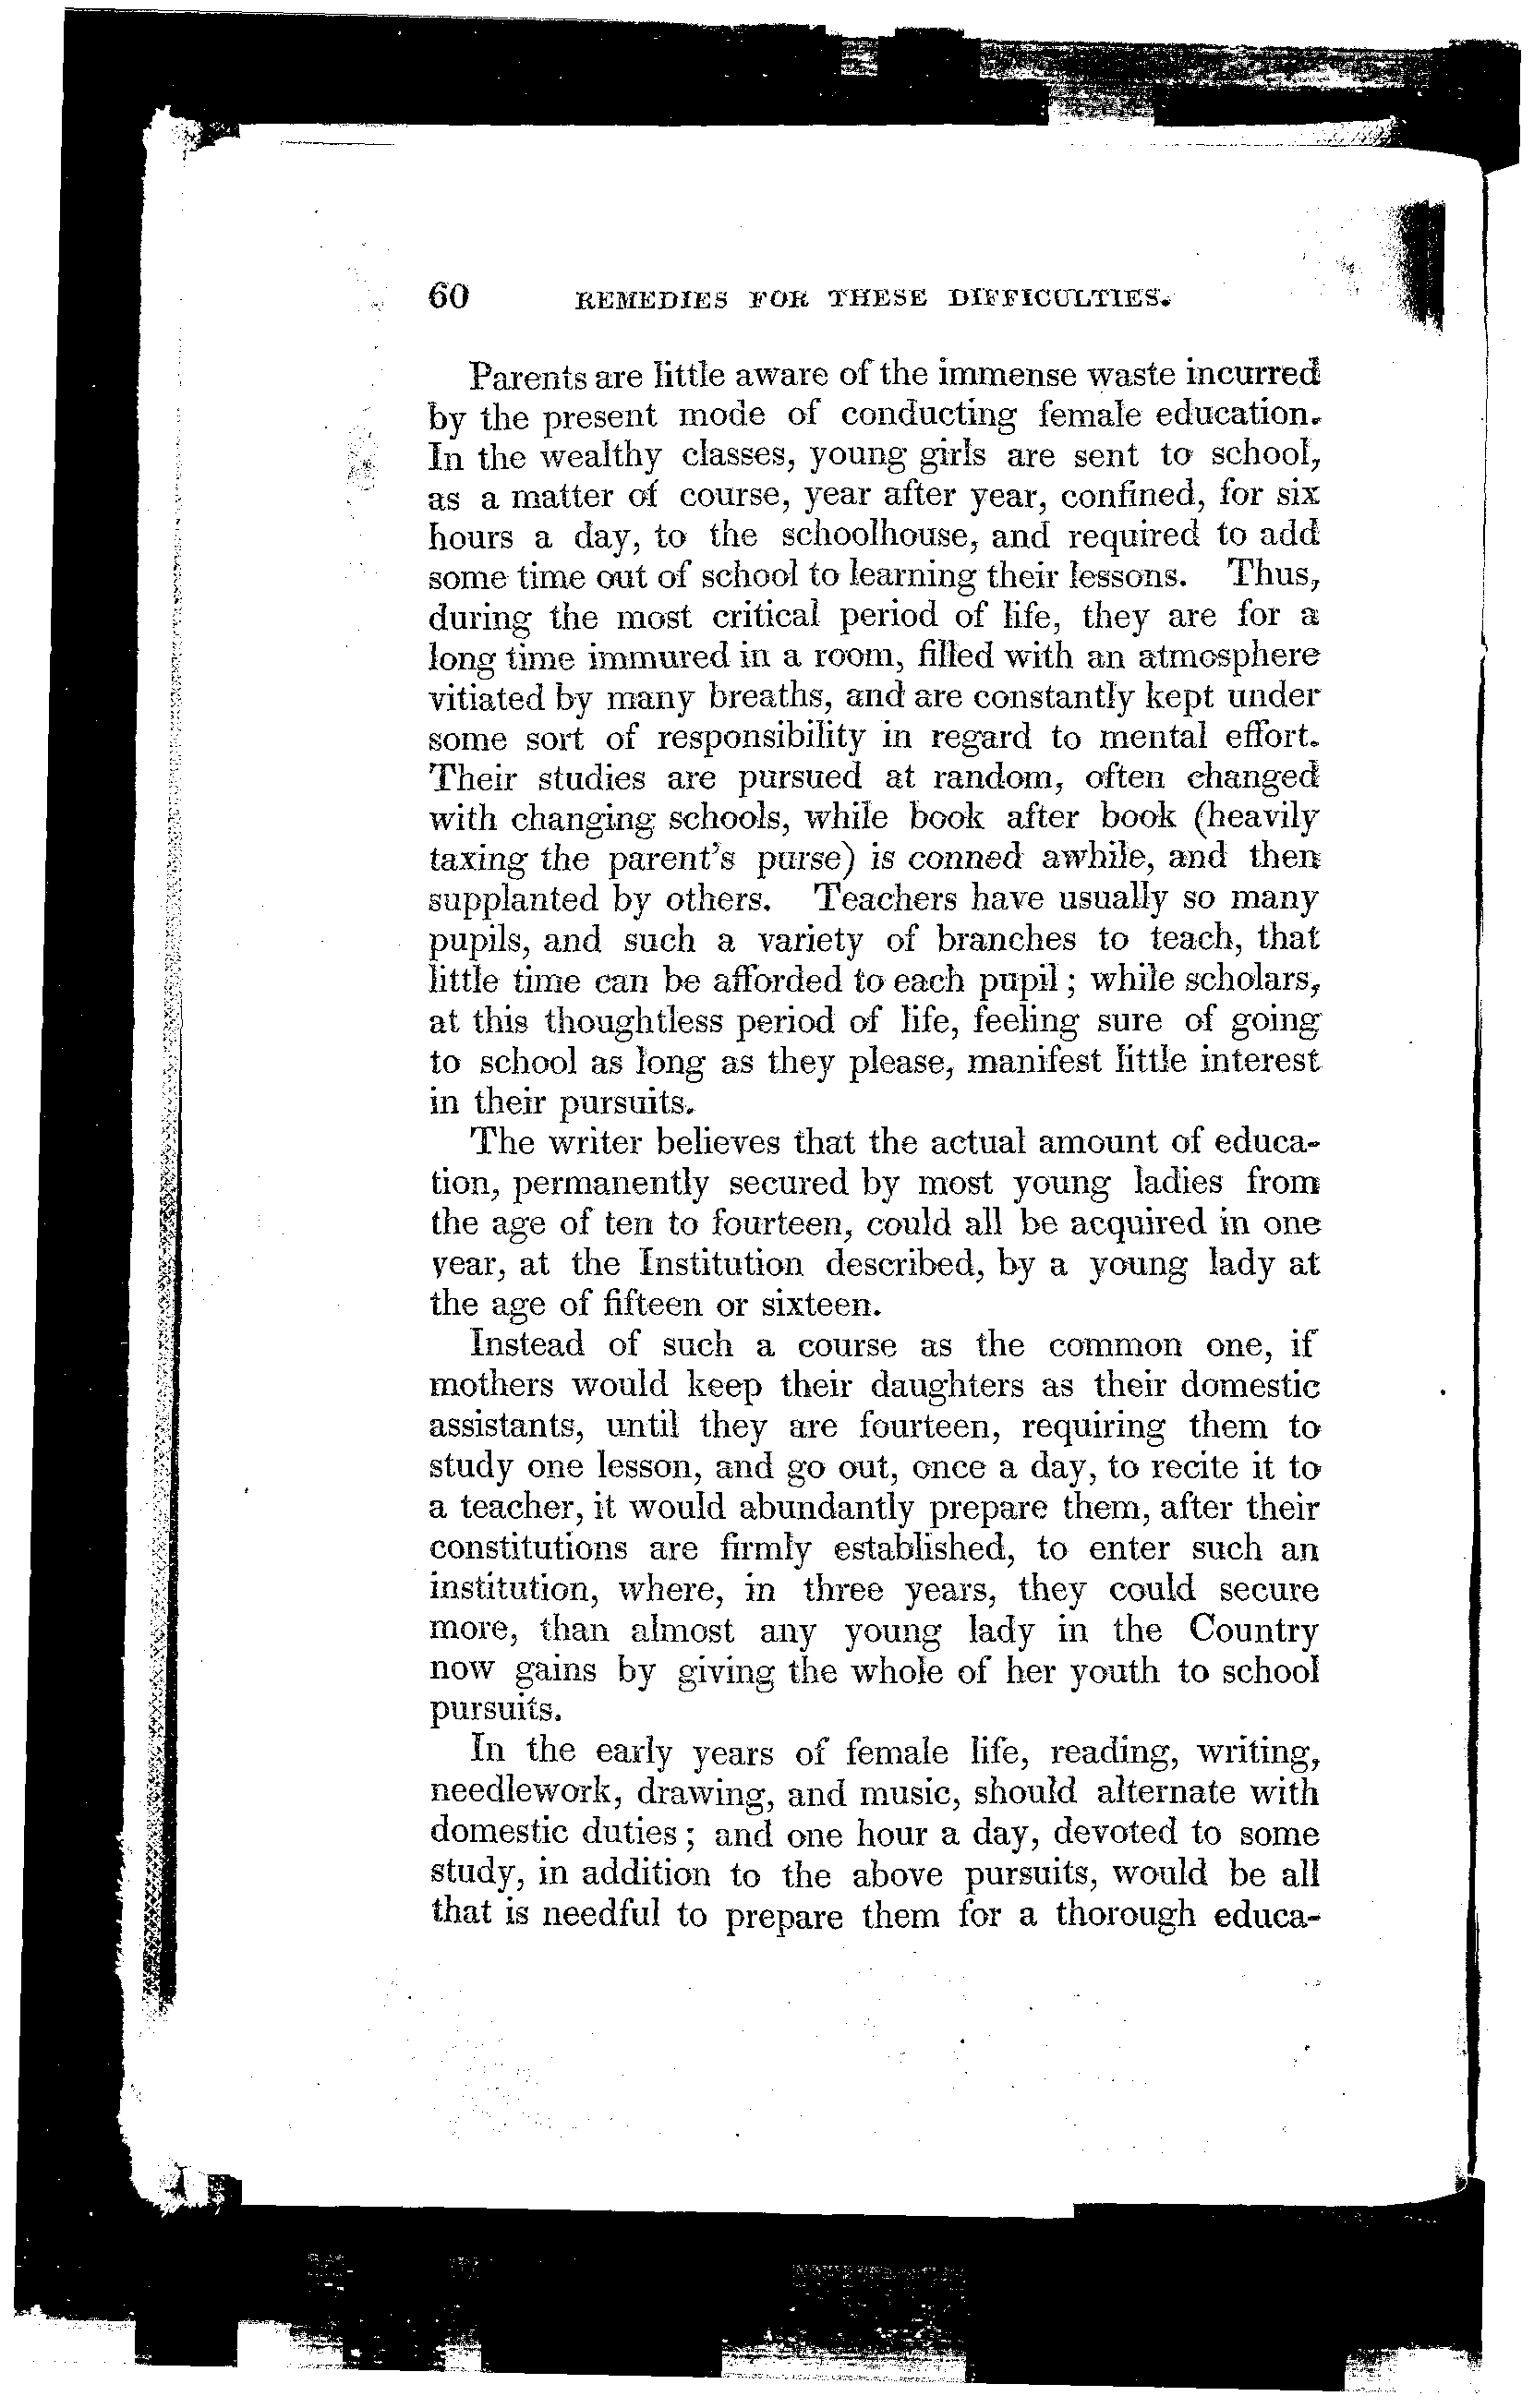 60 REMEDIES FOR THESE DIFFICULTIES.
Parents are little aware of the immense waste incurred
by the present mode of conducting female education.
In the wealthy classes, young girls are sent to school,
as a matter of course, year after year, confined, for six
hours a day, to the schoolhouse, and required to add
some time out of school to learning their lessons. Thus,
during the most critical period of life, they are for a
long time immured in a room, filled with an atmosphere
vitiated by many breaths, and are constantly kept under
some sort of responsibility in regard to mental effort.
Their studies are pursued at random, often changed
with changing schools, while book after book (heavily
taxing the parent's purse) is conned awhile, and then
supplanted by others. Teachers have usually so many
pupils, and such a variety of branches to teach, that
little time can be afforded to each pupil; while scholars,
at this thoughtless period of life, feeling sure of going
to school as long as they please, manifest little interest
in their pursuits.
The writer believes that the actual amount of educa-
tion, permanently secured by most young ladies from
the age of ten to fourteen, could all be acquired in one
year, at the Institution described, by a young lady at
the age of fifteen or sixteen.
Instead of such a course as the common one, if
mothers would keep their daughters as their domestic
assistants, until they are fourteen, requiring them to
study one lesson, and go out, once a day, to recite it to
a teacher, it would abundantly prepare them, after their
constitutions are firmly established, to enter such an
institution, where, in three years, they could secure
more, than almost any young lady in the Country
now gains by giving the whole of her youth to school
pursuits.
In the early years of female life, reading, writing,
needlework, drawing, and music, should alternate with
domestic duties; and one hour a day, devoted to some
study, in addition to the above pursuits, would be all
that is needful to prepare them for a thorough educa-